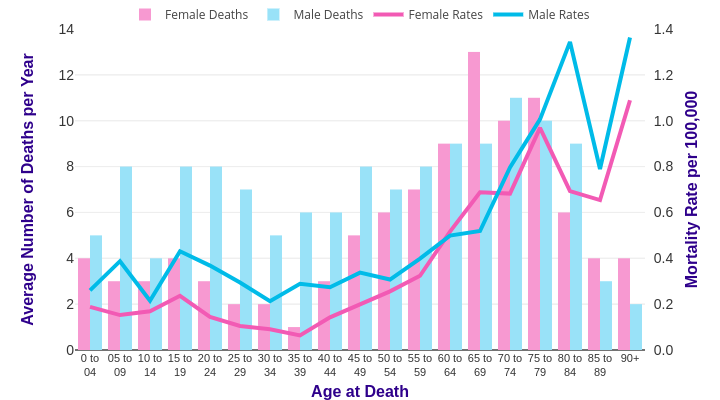 Female Deaths Male Deaths Female Rates Male Rates
Average Number of Deaths per Year
14
12
10
8
6
4
2
0
1.4
1.2
1.0
0.8
0.6
0.4
0.2
0.0
Mortality Rate per 100,000
0 to 05 to 10 to 15 to 20 to 25 to 30 to 35 to 40 to 45 to 50 to 55 to 60 to 65 to 70 to 75 to 80 to 85 to 90+
04 09 14 19 24 29 34 39 44 49 54 59 64 69 74 79 84 89
Age at Death